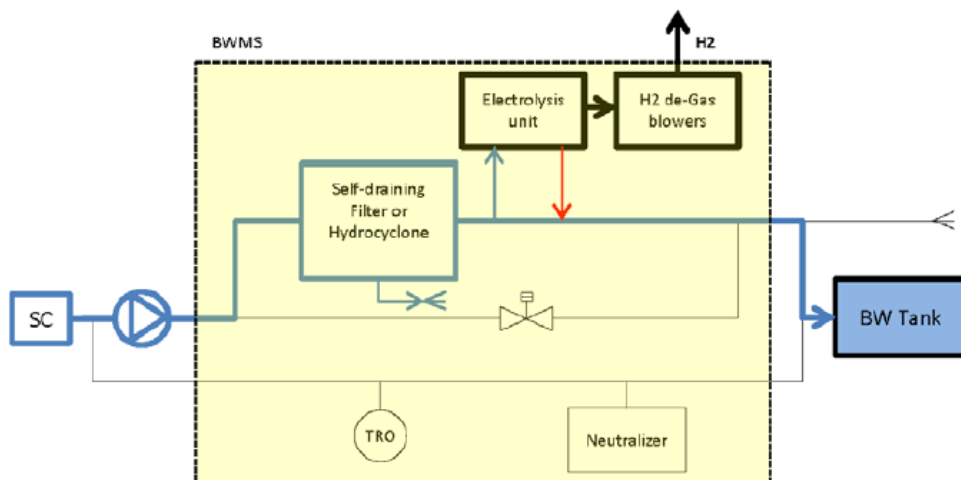 BWMS
H2
Electrolysis
unit
H2 de-Gas
blowers
Self-draining
Filter or
Hydrocyclone
SC
BW Tank
TRO
Neutralizer